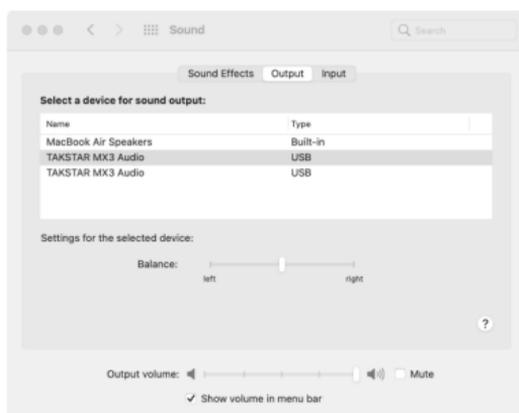 Sound
Search
Sound Effects Output Input
Select a device for sound output:
Name Type
MacBook Air Speakers Built-in
TAKSTAR MX3 Audio USB
TAKSTAR MX3 Audio USB
Settings for the selected device:
Balance:
left right
?
Output volume: Mute
Show volume in menu bar